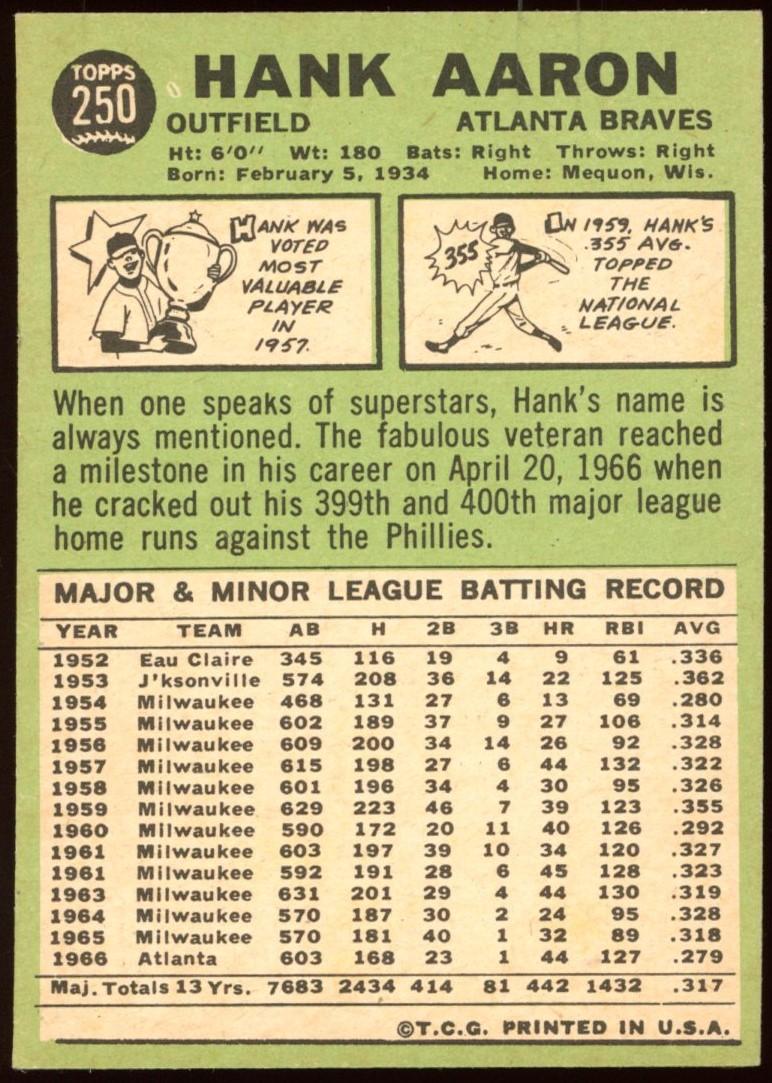 TOPPS
250
HANK AARON
OUTFIELD ATLANTA BRAVES
Ht: 6'0'' Wt: 180 Bats: Right Throws: Right
Born: February 5, 1934 Home: Mequon, Wis.
HANK WAS
VOTED
MOST
VALUABLE
PLAYER
IN
1957.
355
IN 1959, HANK'S
.355 AVG.
TOPPED
THE
NATIONAL
LEAGUE.
When one speaks of superstars, Hank's name is
always mentioned. The fabulous veteran reached
a milestone in his career on April 20, 1966 when
he cracked out his 399th and 400th major league
home runs against the Phillies.
MAJOR & MINOR LEAGUE BATTING RECORD
YEAR TEAM AB H 2B 3B HR RBI AVG
1952 Eau Claire 345 116 19 4 9 61 .336
1953 J'ksonville 574 208 36 14 22 125 .362
1954 Milwaukee 468 131 27 6 13 69 .280
1955 Milwaukee 602 189 37 9 27 106 .314
1956 Milwaukee 609 200 34 14 26 92 .328
1957 Milwaukee 615 198 27 6 44 132 .322
1958 Milwaukee 601 196 34 4 30 95 .326
1959 Milwaukee 629 223 46 7 39 123 .355
1960 Milwaukee 590 172 20 11 40 126 .292
1961 Milwaukee 603 197 39 10 34 120 .327
1961 Milwaukee 592 191 28 6 45 128 .323
1963 Milwaukee 631 201 29 4 44 130 .319
1964 Milwaukee 570 187 30 2 24 95 .328
1965 Milwaukee 570 181 40 1 32 89 .318
1966 Atlanta 603 168 23 1 44 127 .279
Maj. Totals 13 Yrs. 7683 2434 414 81 442 1432 .317
©T.C.G. PRINTED IN U.S.A.